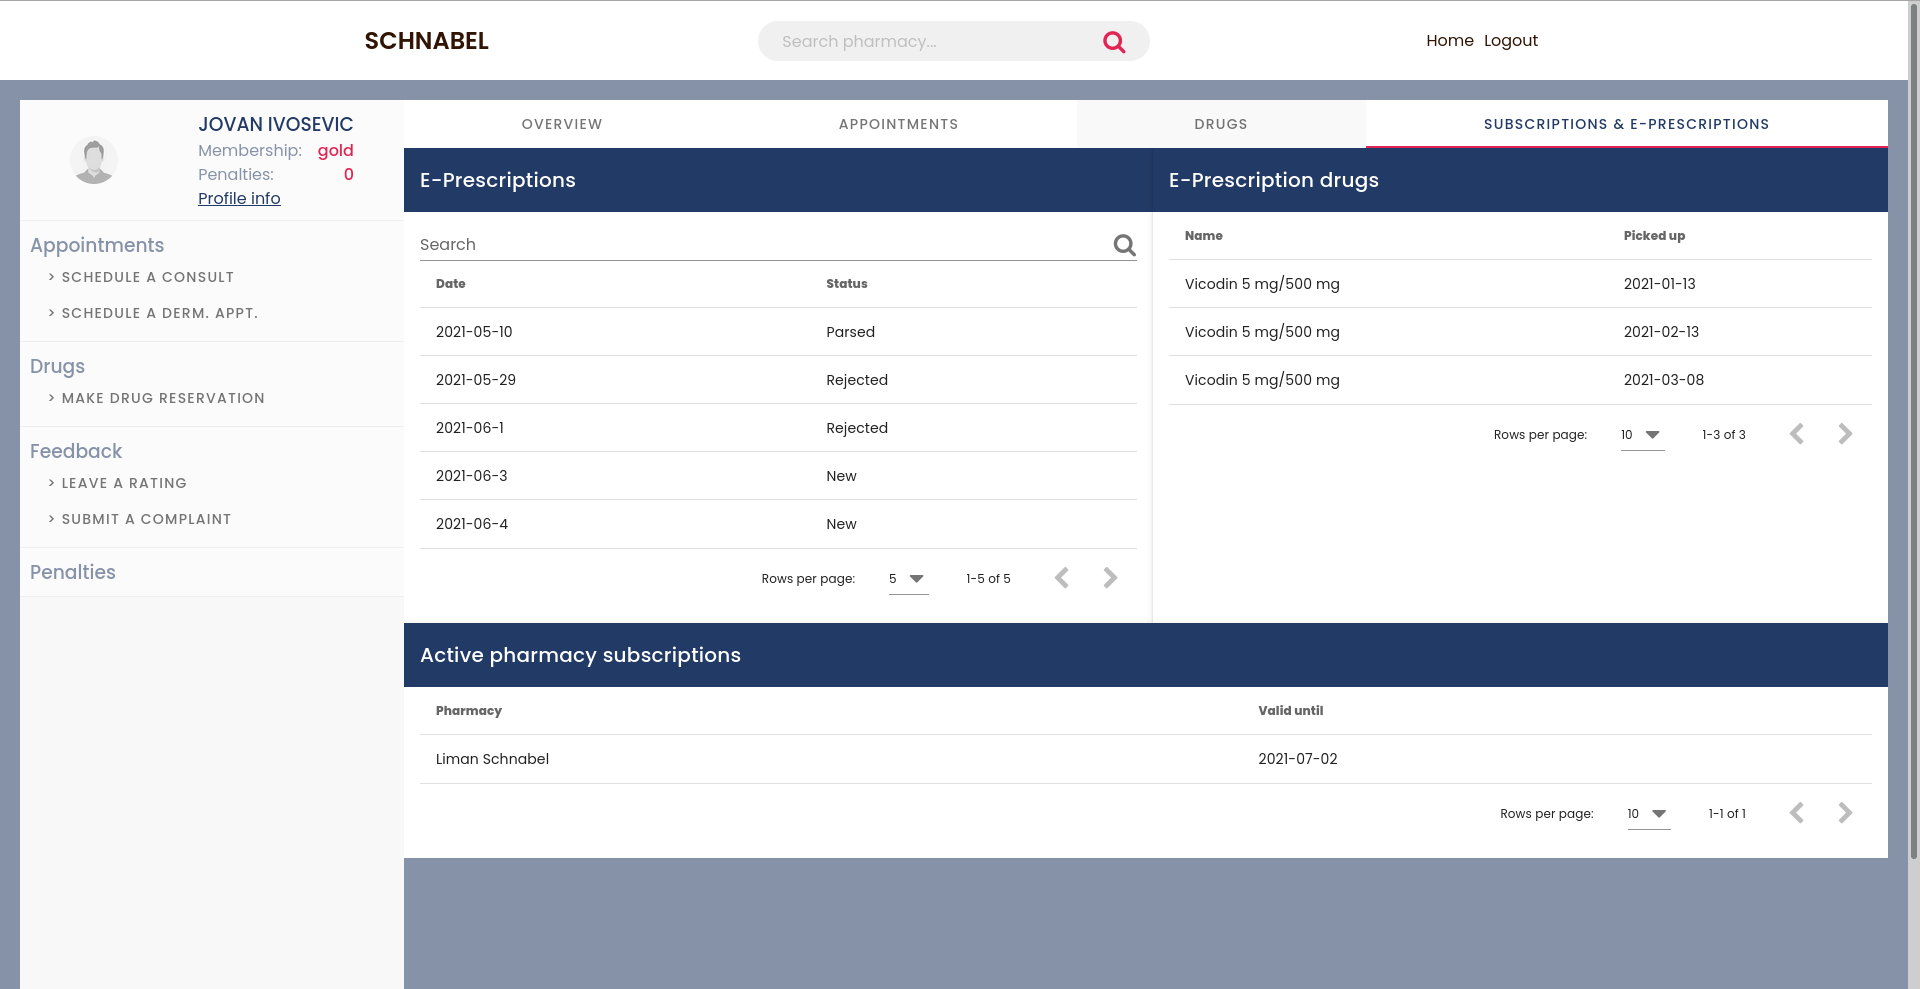 SCHNABEL
Search pharmacy...
Home Logout
JOVAN IVOSEVIC
Membership: gold
Penalties: 0
Profile info
Appointments
> SCHEDULE A CONSULT
> SCHEDULE A DERM. APPT.
Drugs
> MAKE DRUG RESERVATION
Feedback
> LEAVE A RATING
> SUBMIT A COMPLAINT
Penalties
OVERVIEW APPOINTMENTS DRUGS SUBSCRIPTIONS & E-PRESCRIPTIONS
E-Prescriptions
Search
Date Status
2021-05-10 Parsed
2021-05-29 Rejected
2021-06-1 Rejected
2021-06-3 New
2021-06-4 New
Rows per page: 5 1-5 of 5
E-Prescription drugs
Name Picked up
Vicodin 5 mg/500 mg 2021-01-13
Vicodin 5 mg/500 mg 2021-02-13
Vicodin 5 mg/500 mg 2021-03-08
Rows per page: 10 1-3 of 3
Active pharmacy subscriptions
Pharmacy Valid until
Liman Schnabel 2021-07-02
Rows per page: 10 1-1 of 1